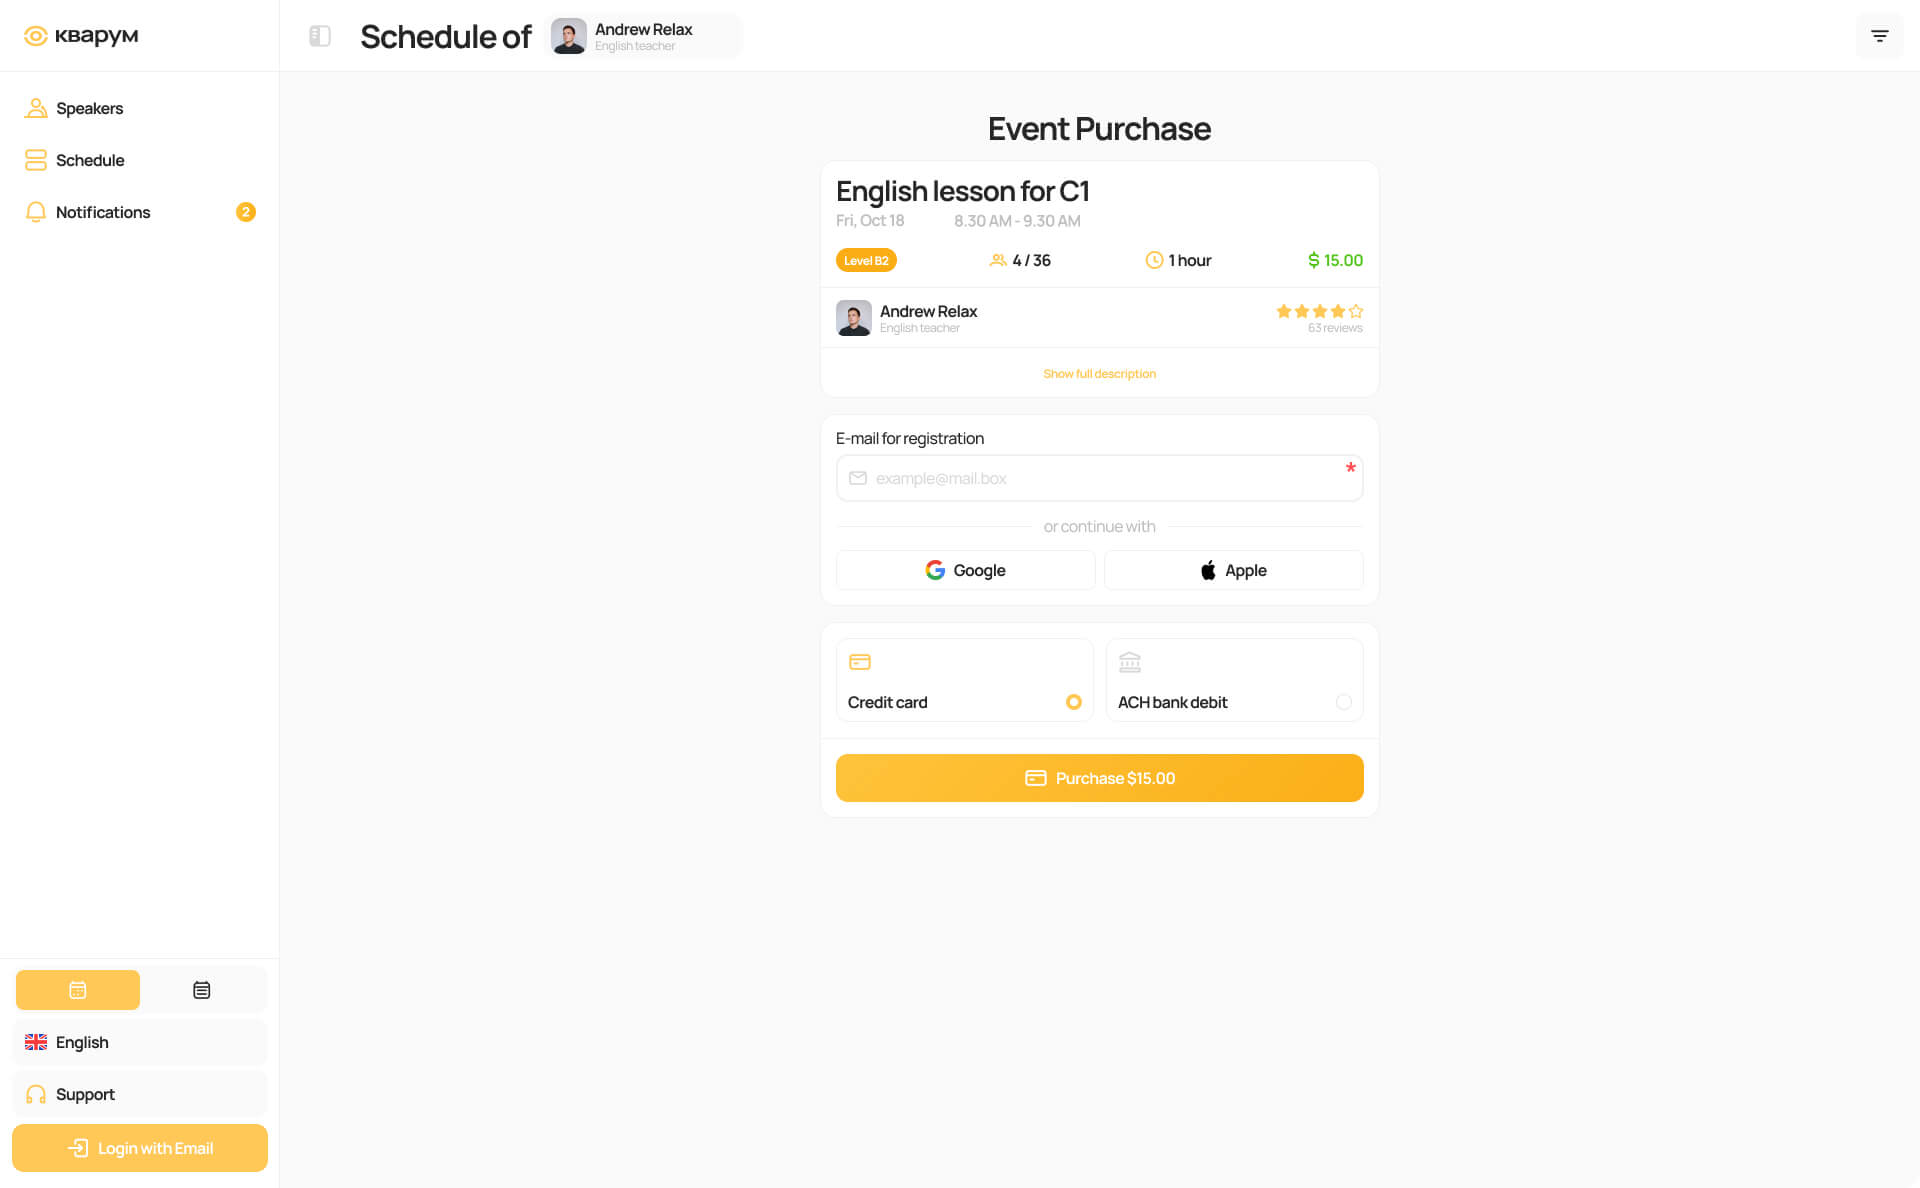 кварум
Schedule of
Andrew Relax
English teacher
Speakers
Schedule
Notifications
2
Event Purchase
English lesson for C1
Fri, Oct 18
8.30 AM - 9.30 AM
Level B2
4 / 36
1 hour
$ 15.00
Andrew Relax
English teacher
63 reviews
Show full description
E-mail for registration
example@mail.box
*
or continue with
Google
Apple
Credit card
ACH bank debit
Purchase $15.00
English
Support
Login with Email